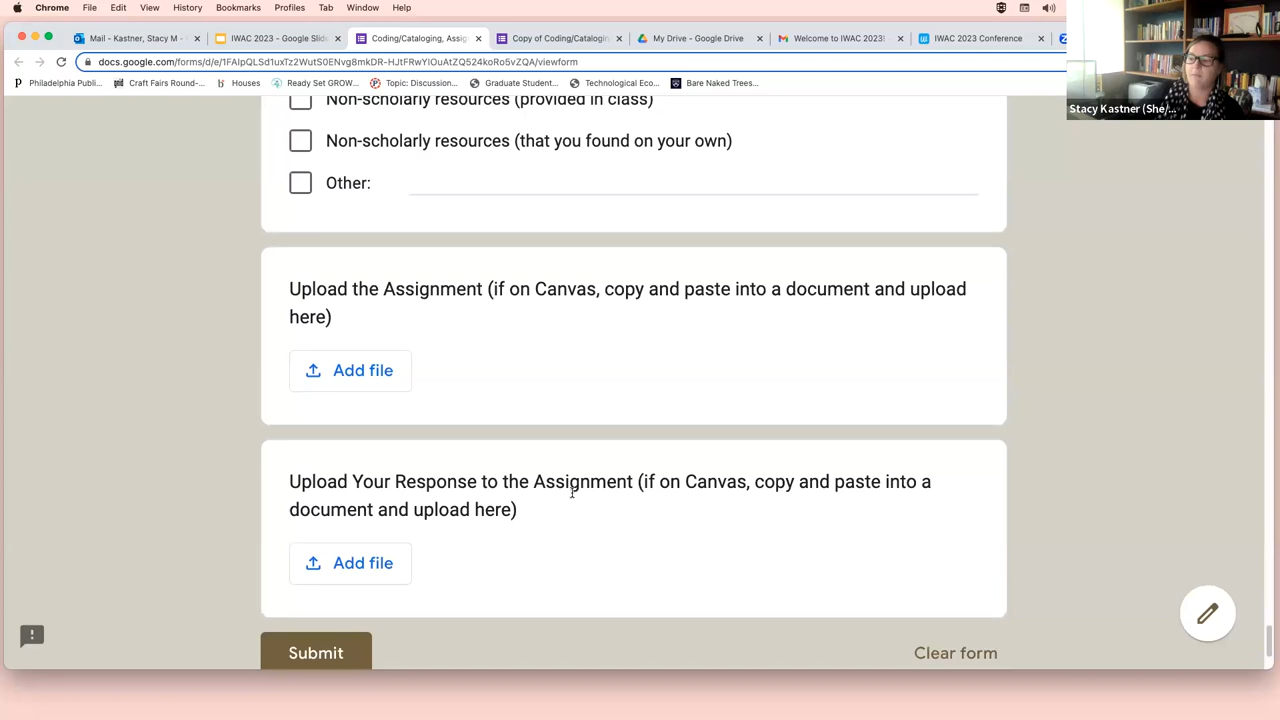 Chrome File Edit View History Bookmarks Profiles Tab Window Help
Mail - Kastner, Stacy M - IWAC 2023 - Google Slide Coding/Cataloging, Assig Copy of Coding/Catalogin My Drive - Google Drive Welcome to IWAC 2023! IWAC 2023 Conference
docs.google.com/forms/d/e/1FAIpQLSd1uxTz2WutS0ENvg8mkDR-HJtFRwYIOuAtZQ524koRo5vZQA/viewform
Philadelphia Publi... Craft Fairs Round-... Houses Ready Set GROW... Topic: Discussion... Graduate Student... Technological Eco... Bare Naked Trees...
Stacy Kastner (She/...
Non-scholarly resources (provided in class)
Non-scholarly resources (that you found on your own)
Other:
Upload the Assignment (if on Canvas, copy and paste into a document and upload
here)
Add file
Upload Your Response to the Assignment (if on Canvas, copy and paste into a
document and upload here)
Add file
Submit Clear form